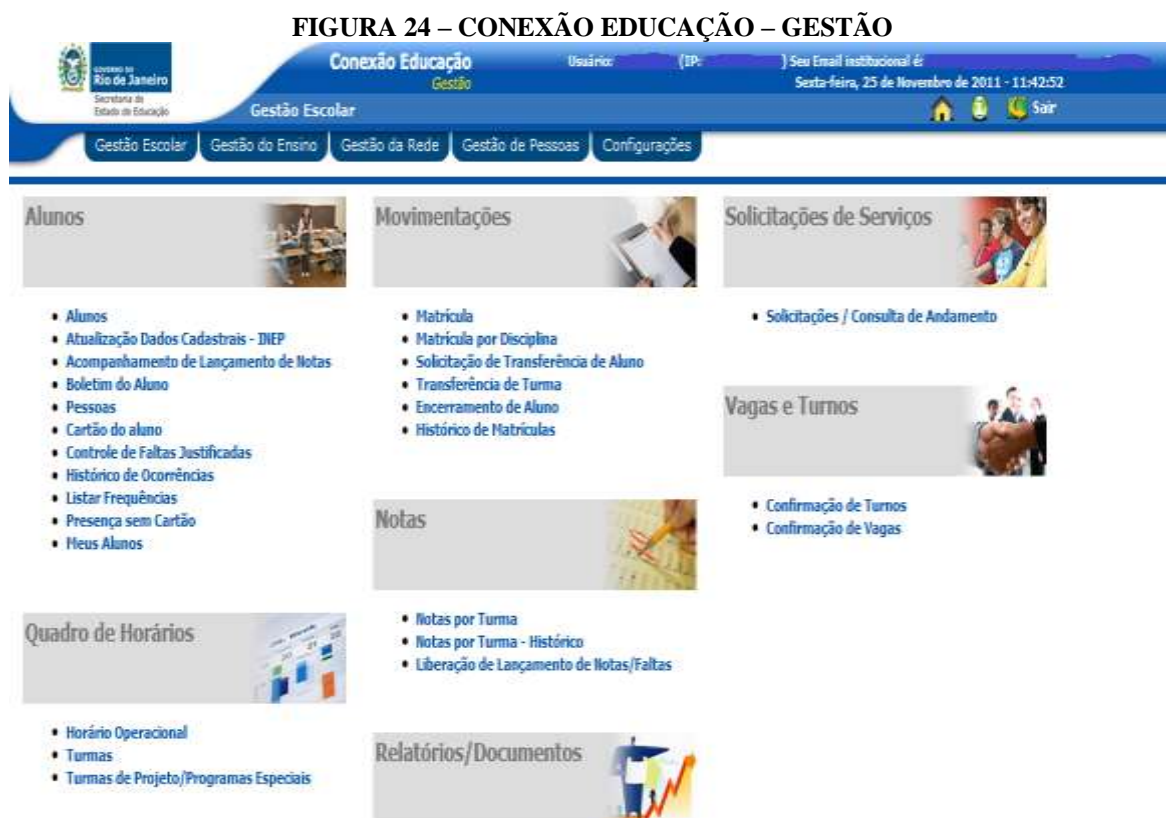 FIGURA 24 – CONEXÃO EDUCAÇÃO – GESTÃO
GOVERNO DO
Rio de Janeiro
Secretaria de
Estado de Educação
Conexão Educação
Gestão
Usuário: (IP: ) Seu Email institucional é:
Sexta-feira, 25 de Novembro de 2011 - 11:42:52
Gestão Escolar
Sair
Gestão Escolar Gestão do Ensino Gestão da Rede Gestão de Pessoas Configurações
Alunos
• Alunos
• Atualização Dados Cadastrais - INEP
• Acompanhamento de Lançamento de Notas
• Boletim do Aluno
• Pessoas
• Cartão do aluno
• Controle de Faltas Justificadas
• Histórico de Ocorrências
• Listar Frequências
• Presença sem Cartão
• Meus Alunos
Quadro de Horários
• Horário Operacional
• Turmas
• Turmas de Projeto/Programas Especiais
Movimentações
• Matrícula
• Matrícula por Disciplina
• Solicitação de Transferência de Aluno
• Transferência de Turma
• Encerramento de Aluno
• Histórico de Matrículas
Notas
• Notas por Turma
• Notas por Turma - Histórico
• Liberação de Lançamento de Notas/Faltas
Relatórios/Documentos
Solicitações de Serviços
• Solicitações / Consulta de Andamento
Vagas e Turnos
• Confirmação de Turnos
• Confirmação de Vagas